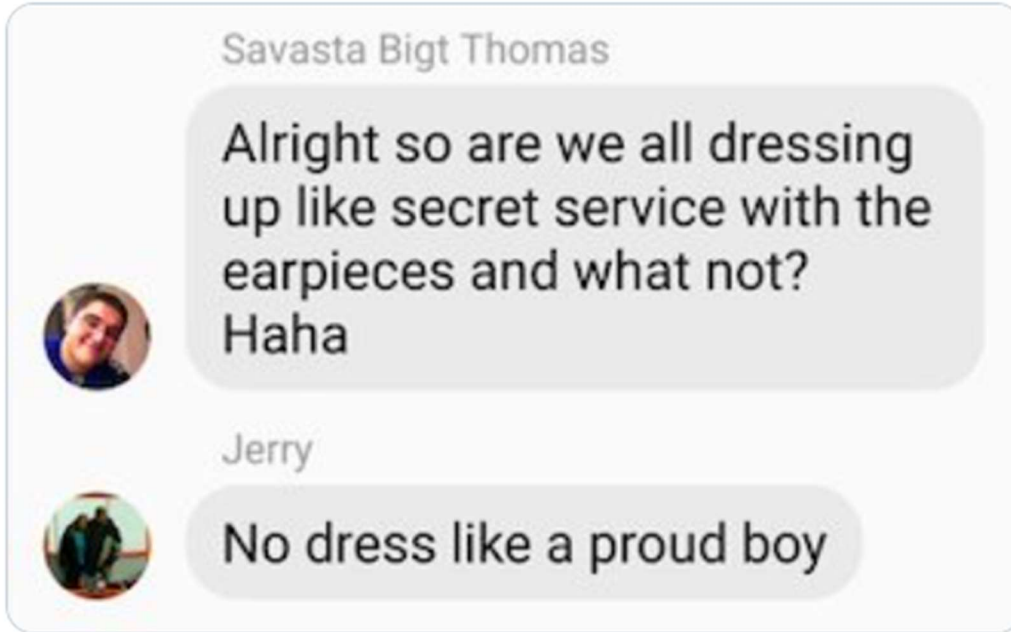 Savasta Bigt Thomas
Alright so are we all dressing
up like secret service with the
earpieces and what not?
Haha
Jerry
No dress like a proud boy